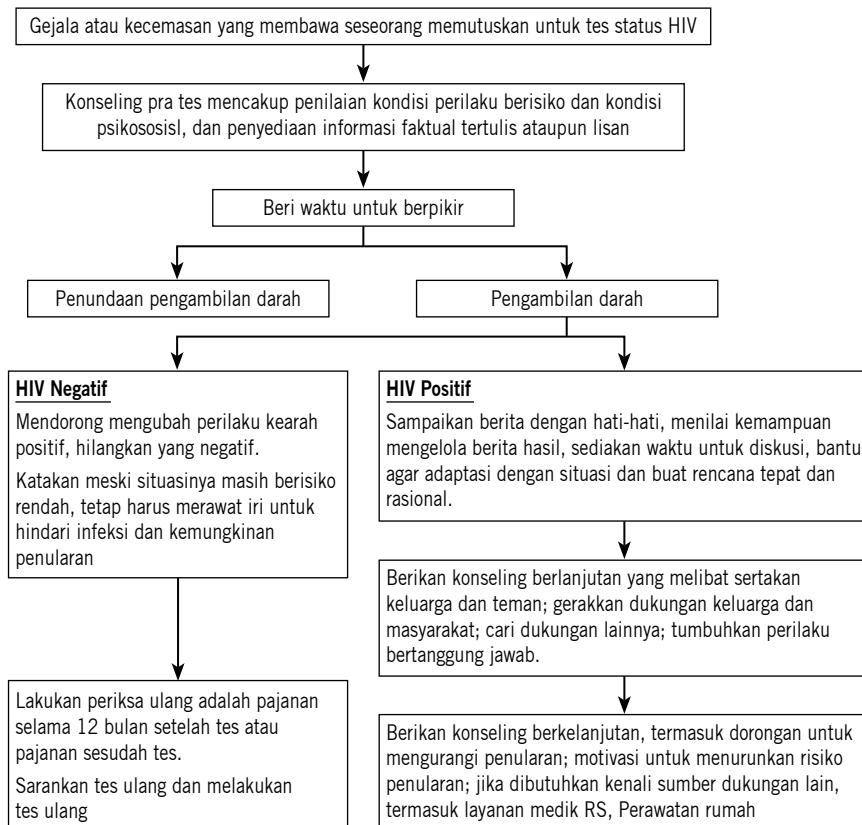 Gejala atau kecemasan yang membawa seseorang memutuskan untuk tes status HIV
Konseling pra tes mencakup penilaian kondisi perilaku berisiko dan kondisi
psikososisl, dan penyediaan informasi faktual tertulis ataupun lisan
Beri waktu untuk berpikir
Penundaan pengambilan darah
Pengambilan darah
HIV Negatif
Mendorong mengubah perilaku kearah
positif, hilangkan yang negatif.
Katakan meski situasinya masih berisiko
rendah, tetap harus merawat iri untuk
hindari infeksi dan kemungkinan
penularan
HIV Positif
Sampaikan berita dengan hati-hati, menilai kemampuan
mengelola berita hasil, sediakan waktu untuk diskusi, bantu
agar adaptasi dengan situasi dan buat rencana tepat dan
rasional.
Berikan konseling berlanjutan yang melibat sertakan
keluarga dan teman; gerakkan dukungan keluarga dan
masyarakat; cari dukungan lainnya; tumbuhkan perilaku
bertanggung jawab.
Lakukan periksa ulang adalah pajanan
selama 12 bulan setelah tes atau
pajanan sesudah tes.
Sarankan tes ulang dan melakukan
tes ulang
Berikan konseling berkelanjutan, termasuk dorongan untuk
mengurangi penularan; motivasi untuk menurunkan risiko
penularan; jika dibutuhkan kenali sumber dukungan lain,
termasuk layanan medik RS, Perawatan rumah